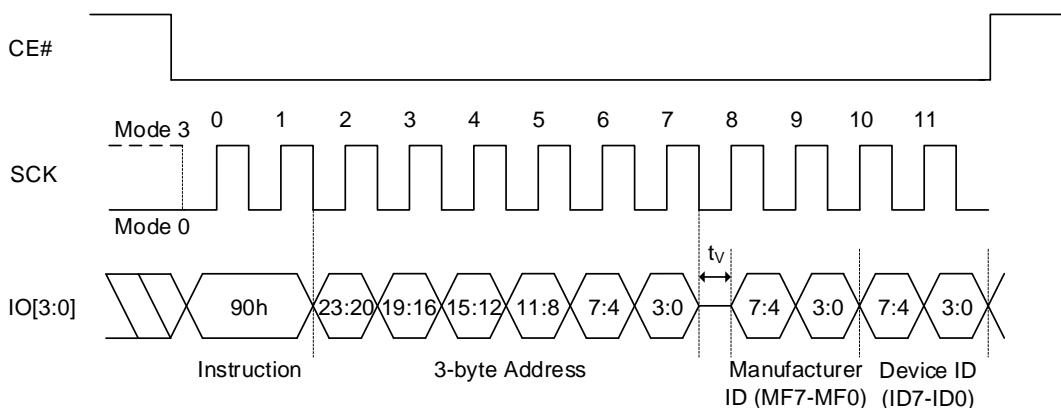 CE#
Mode 3
0 1 2 3 4 5 6 7 8 9 10 11
SCK
Mode 0
tV
IO[3:0]
90h 23:20 19:16 15:12 11:8 7:4 3:0 7:4 3:0 7:4 3:0
Instruction
3-byte Address
Manufacturer
ID (MF7-MF0)
Device ID
(ID7-ID0)